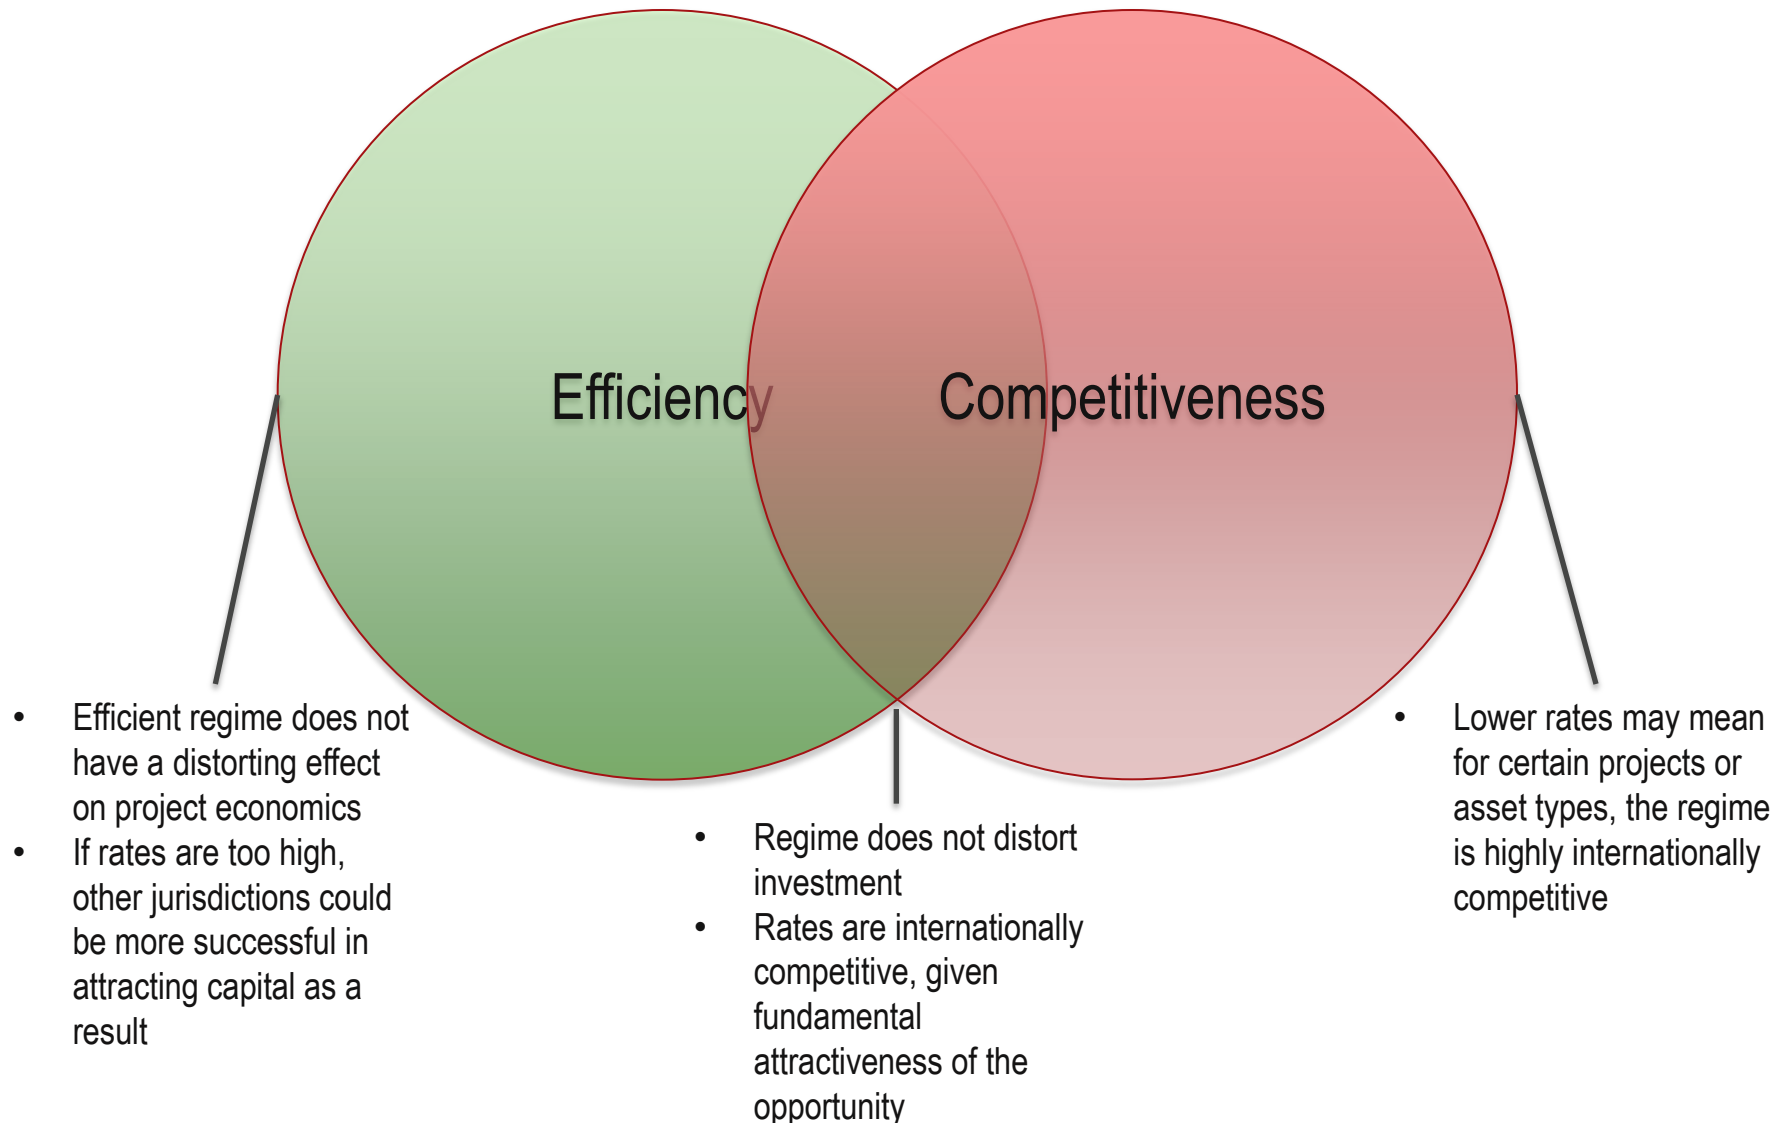 Efficiency
Competitiveness
• Efficient regime does not
have a distorting effect
on project economics
• If rates are too high,
other jurisdictions could
be more successful in
attracting capital as a
result
• Regime does not distort
investment
• Rates are internationally
competitive, given
fundamental
attractiveness of the
opportunity
• Lower rates may mean
for certain projects or
asset types, the regime
is highly internationally
competitive